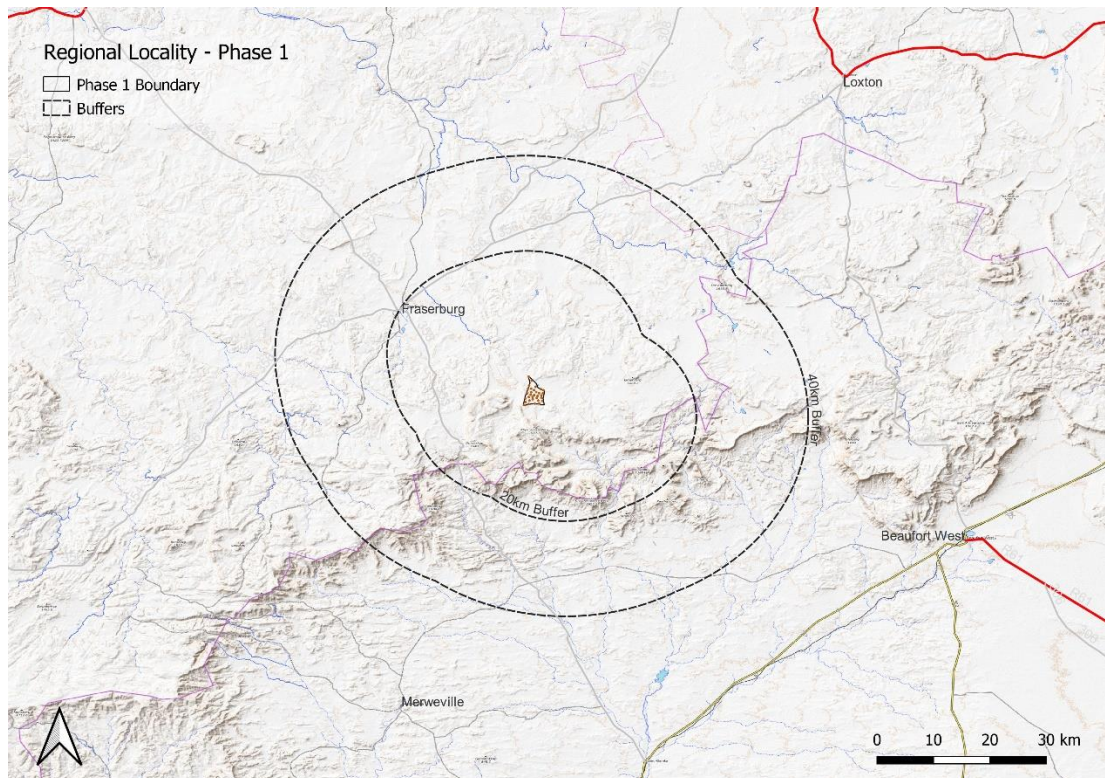 Regional Locality - Phase 1
Phase 1 Boundary
Buffers
Loxton
Fraserburg
40km Buffer
20km Buffer
Beaufort West
Merweville
0 10 20 30 km